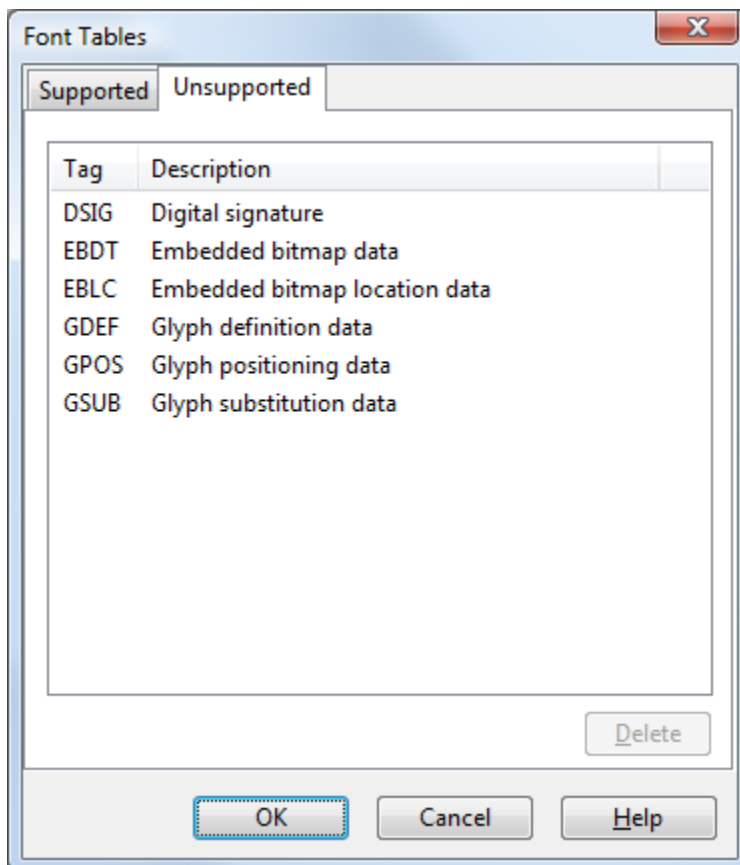 Font Tables
Supported Unsupported
Tag Description
DSIG Digital signature
EBDT Embedded bitmap data
EBLC Embedded bitmap location data
GDEF Glyph definition data
GPOS Glyph positioning data
GSUB Glyph substitution data
Delete
OK Cancel Help